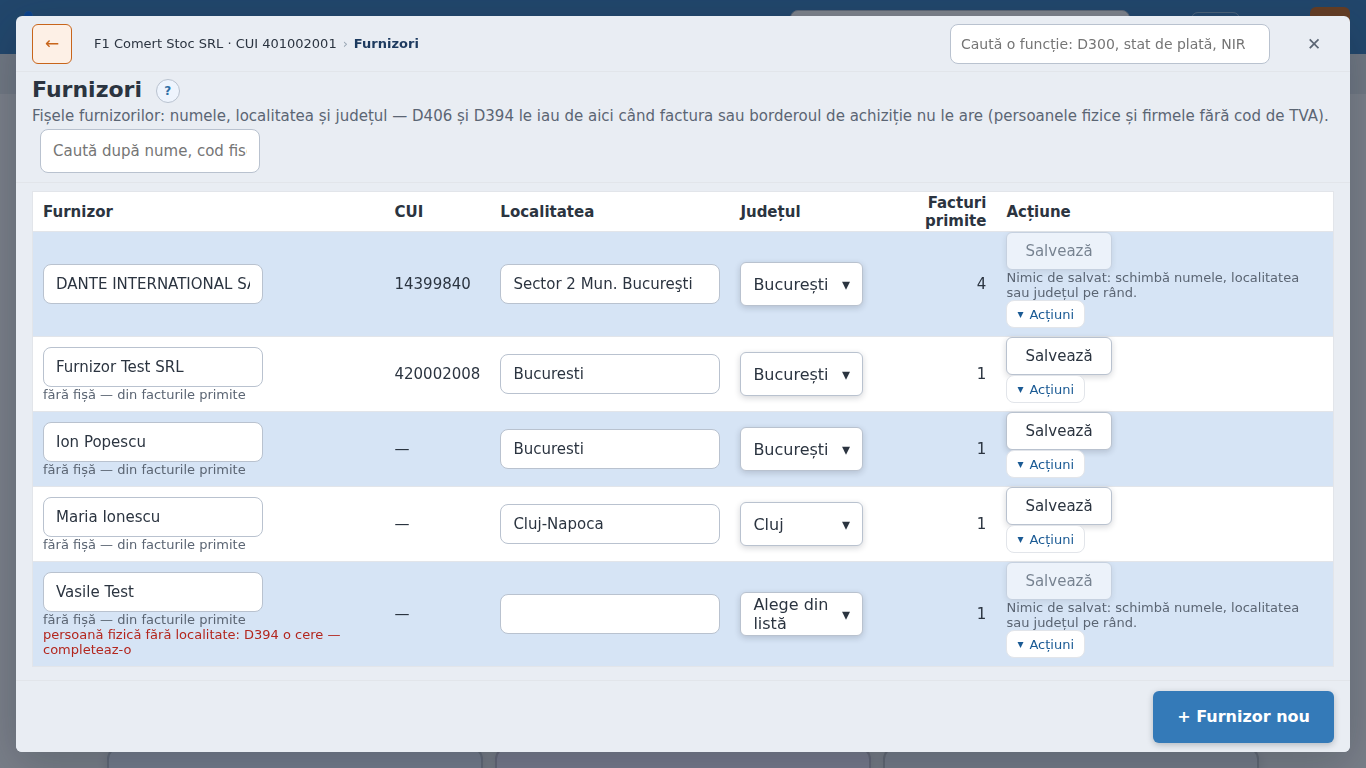 ← F1 Comert Stoc SRL · CUI 401002001 › Furnizori Caută o funcție: D300, stat de plată, NIR ✕
Furnizori ?
Fișele furnizorilor: numele, localitatea și județul — D406 și D394 le iau de aici când factura sau borderoul de achiziție nu le are (persoanele fizice și firmele fără cod de TVA).
Caută după nume, cod fis
Furnizor CUI Localitatea Județul Facturi primite Acțiune
DANTE INTERNATIONAL SA 14399840 Sector 2 Mun. Bucureşti București ▾ 4 Salvează
Nimic de salvat: schimbă numele, localitatea
sau județul pe rând.
▾ Acțiuni
Furnizor Test SRL 420002008 Bucuresti București ▾ 1 Salvează
fără fișă — din facturile primite ▾ Acțiuni
Ion Popescu — Bucuresti București ▾ 1 Salvează
fără fișă — din facturile primite ▾ Acțiuni
Maria Ionescu — Cluj-Napoca Cluj ▾ 1 Salvează
fără fișă — din facturile primite ▾ Acțiuni
Vasile Test — Alege din listă ▾ 1 Salvează
fără fișă — din facturile primite Nimic de salvat: schimbă numele, localitatea
persoană fizică fără localitate: D394 o cere — sau județul pe rând.
completeaz-o ▾ Acțiuni
+ Furnizor nou